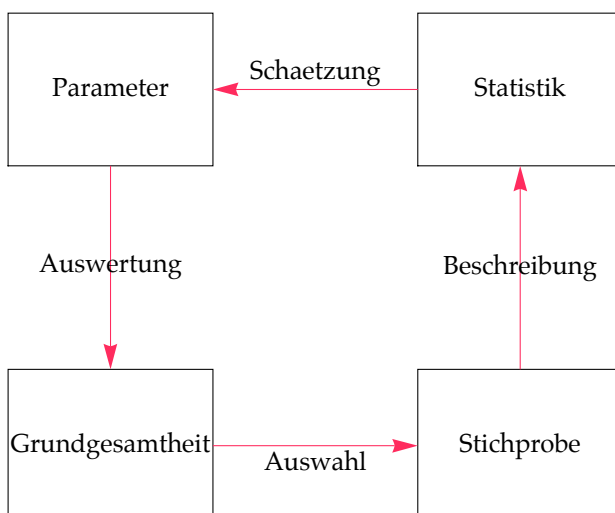 Parameter
Schaetzung
Statistik
Auswertung
Beschreibung
Grundgesamtheit
Auswahl
Stichprobe